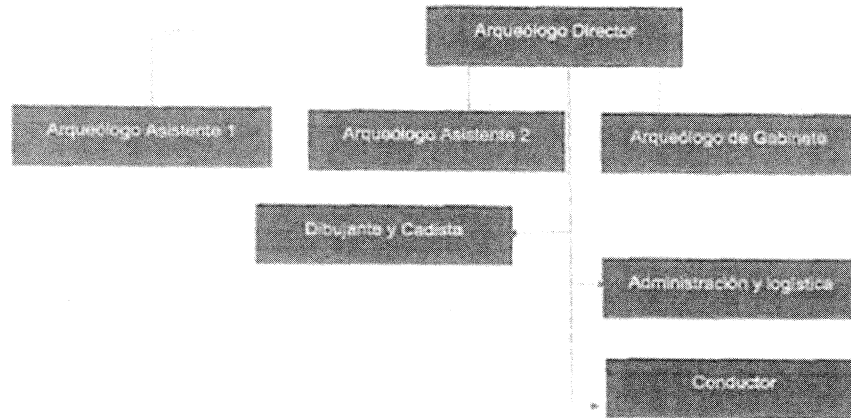 Arqueólogo Director
Arqueólogo Asistente 1
Arqueólogo Asistente 2
Arqueólogo de Gabinete
Dibujante y Cadista
Administración y logística
Conductor